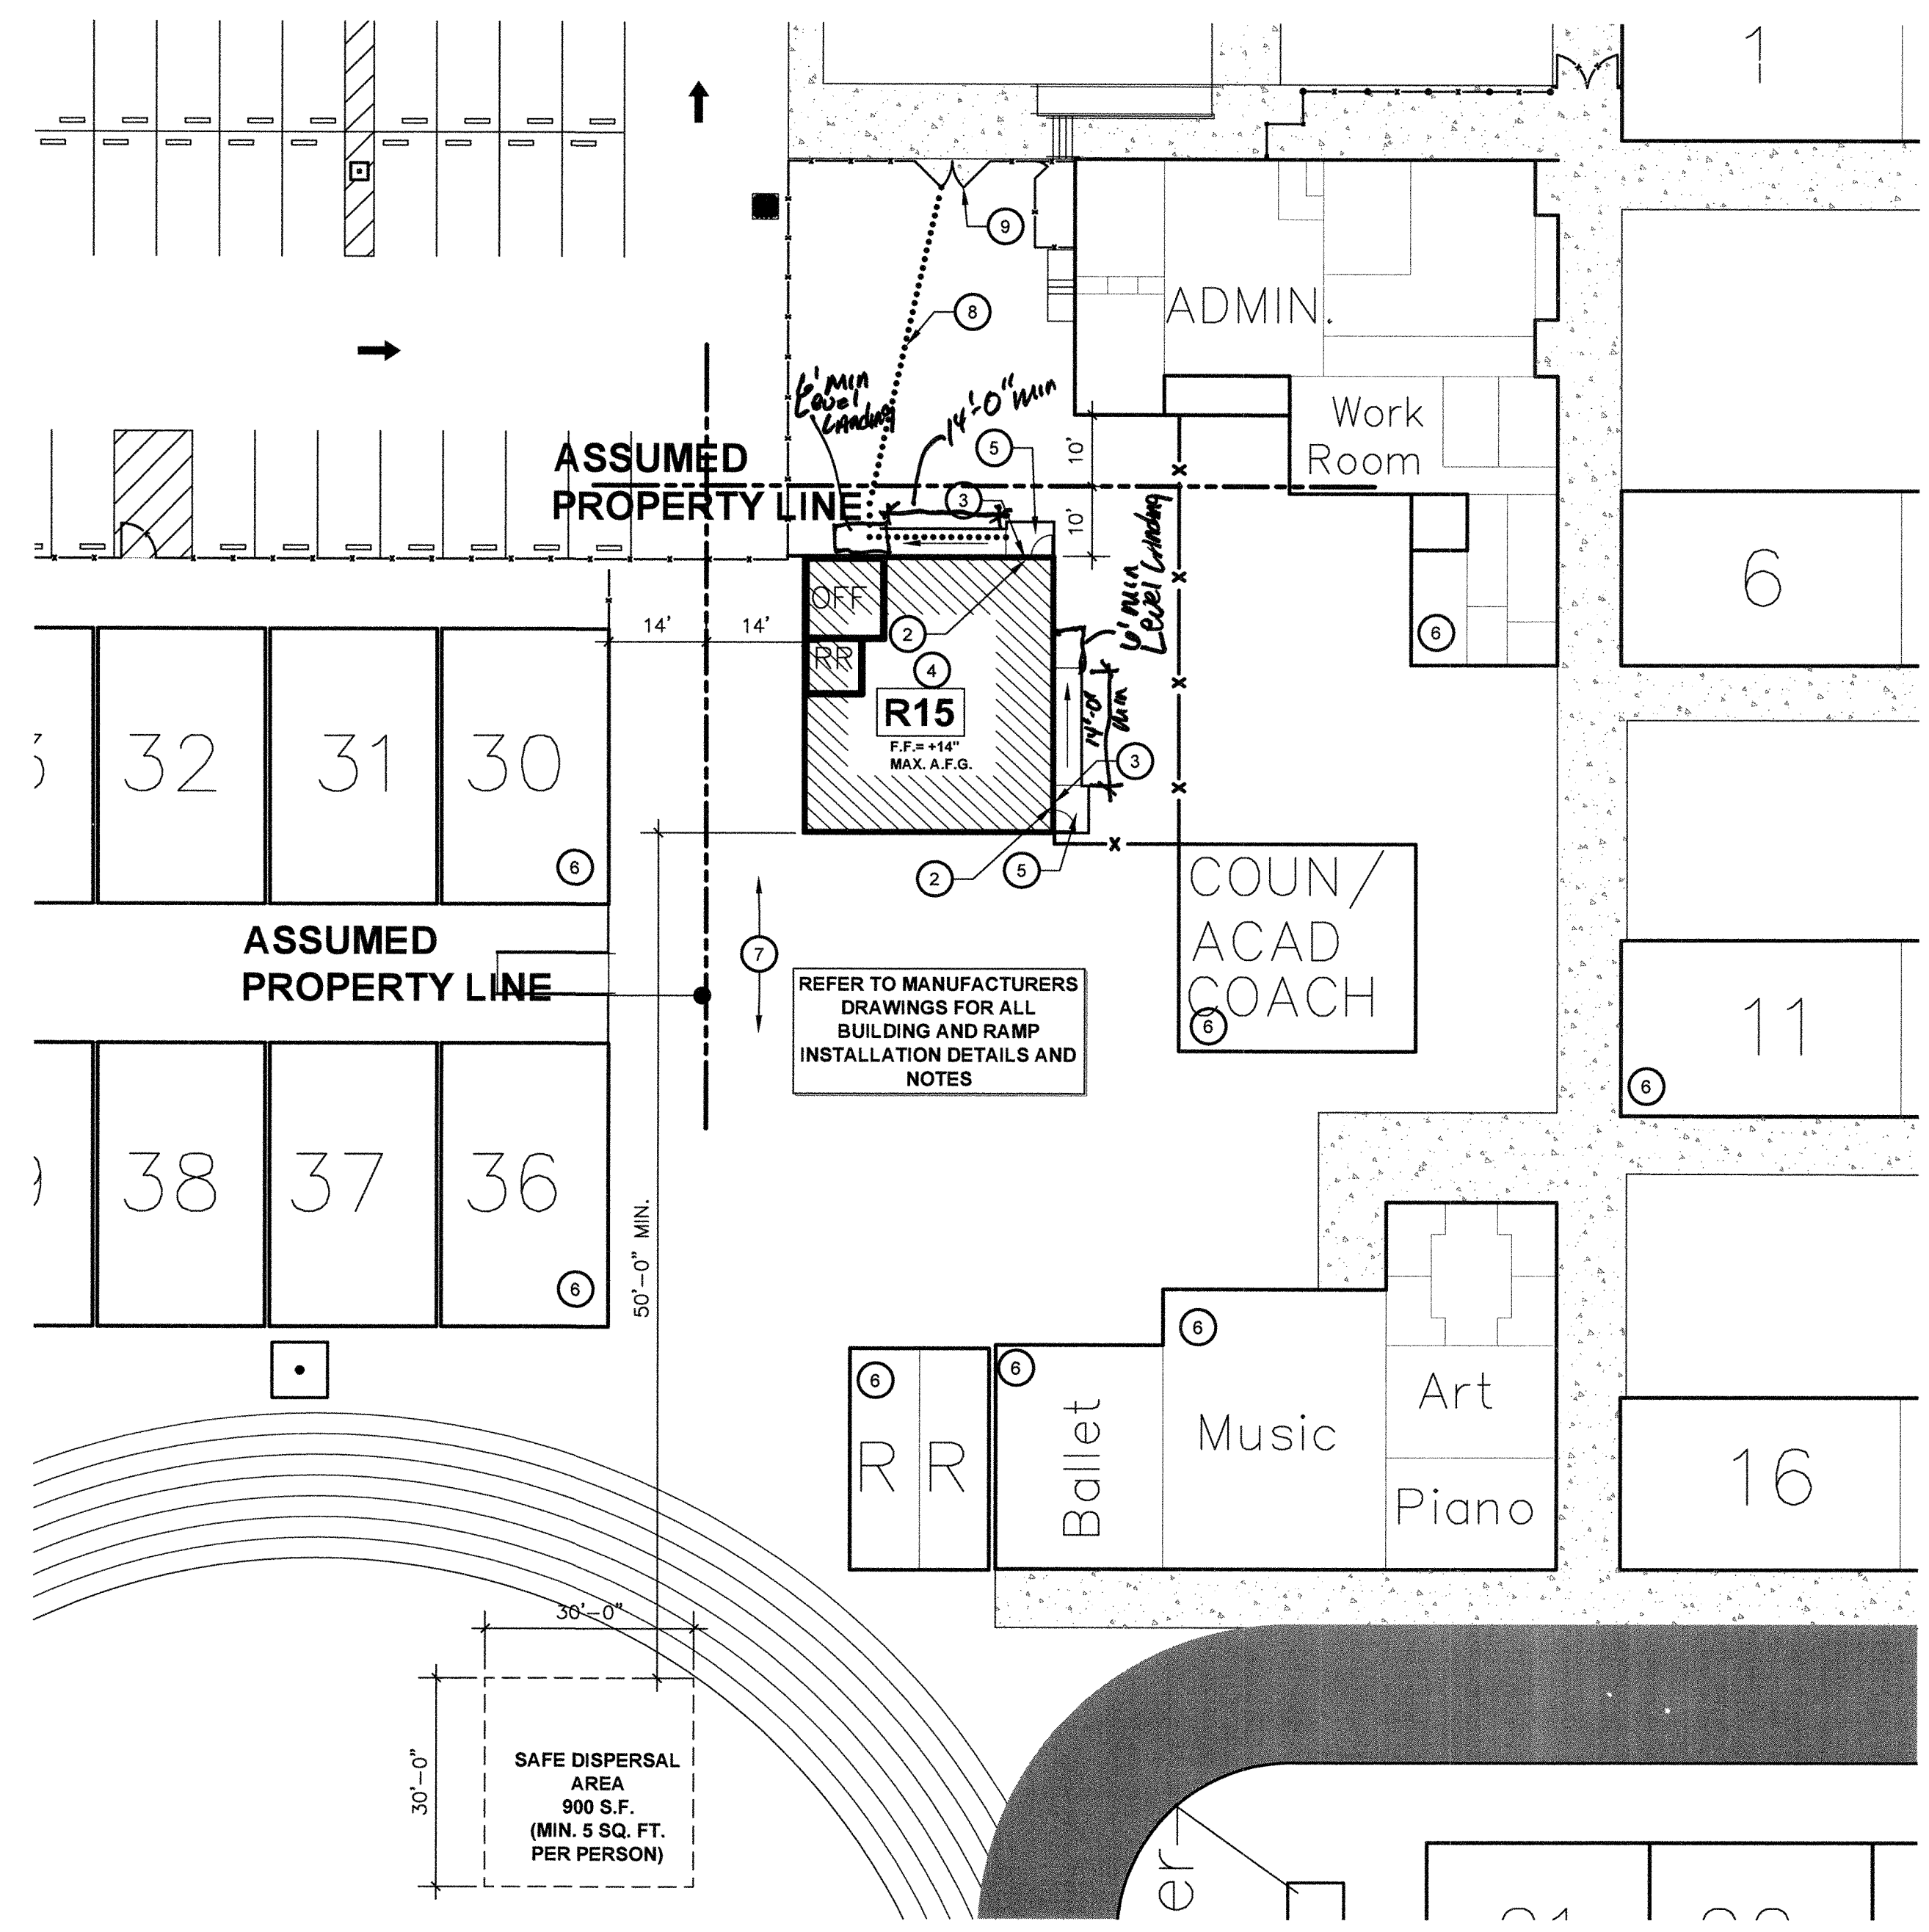 1
9
8
ADMIN.
6' MIN
Level
LANDING
14'-0" MIN
Work
Room
ASSUMED
PROPERTY LINE
5
3
10'
10'
6' MIN
Level LANDING
6
6
OFF
14'
14'
2
RR
4
R15
F.F.= +14"
MAX. A.F.G.
14'-0"
MIN
3
32
31
30
6
2
5
COUN/
ACAD
COACH
6
ASSUMED
PROPERTY LINE
7
REFER TO MANUFACTURERS
DRAWINGS FOR ALL
BUILDING AND RAMP
INSTALLATION DETAILS AND
NOTES
11
6
38
37
36
6
50'-0" MIN.
6
6
6
R R
Ballet
Music
Art
Piano
16
30'-0"
30'-0"
SAFE DISPERSAL
AREA
900 S.F.
(MIN. 5 SQ. FT.
PER PERSON)
er